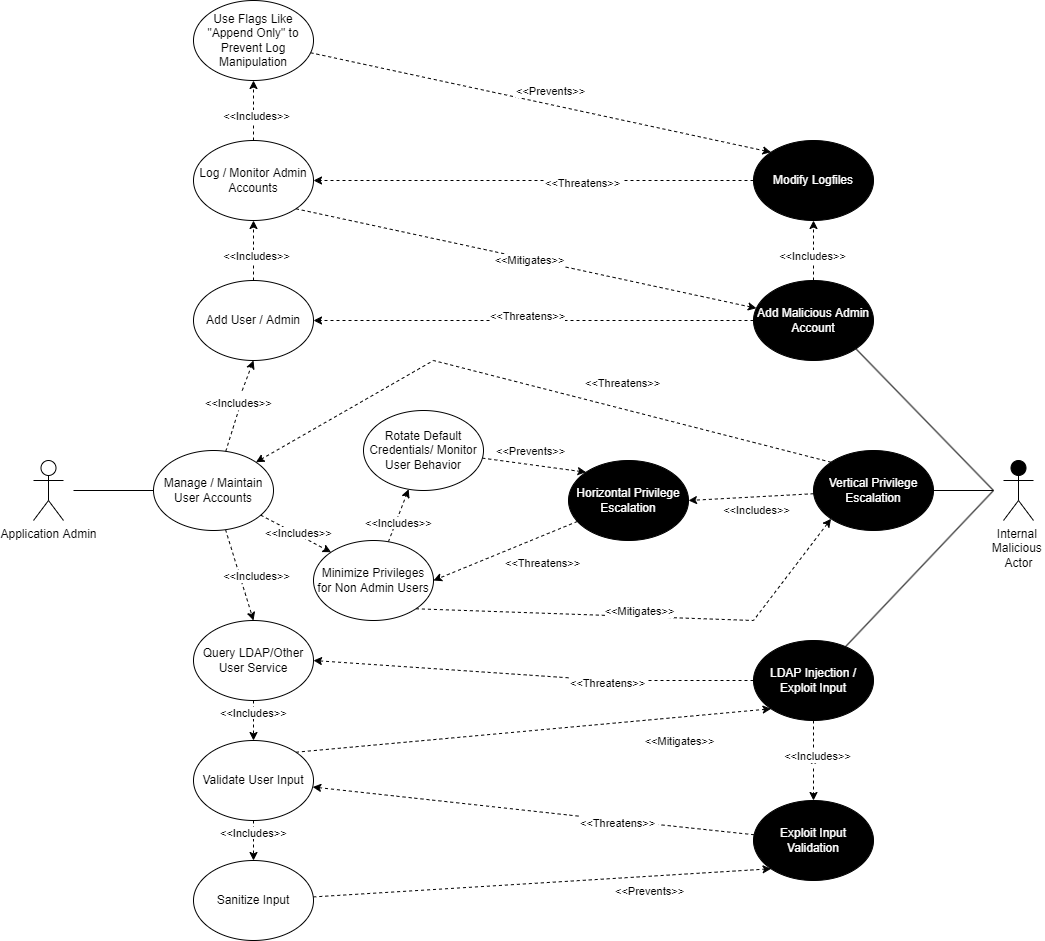 Use Flags Like
"Append Only" to
Prevent Log
Manipulation
<<Prevents>>
<<Includes>>
Log / Monitor Admin
Accounts
<<Threatens>>
Modify Logfiles
<<Includes>>
<<Mitigates>>
<<Includes>>
Add User / Admin
<<Threatens>>
Add Malicious Admin
Account
<<Includes>>
<<Threatens>>
Rotate Default
Credentials/ Monitor
User Behavior
<<Prevents>>
Manage / Maintain
User Accounts
Horizontal Privilege
Escalation
Vertical Privilege
Escalation
<<Includes>>
<<Includes>>
<<Includes>>
Application Admin
Internal
Malicious
Actor
<<Threatens>>
<<Includes>>
Minimize Privileges
for Non Admin Users
<<Mitigates>>
Query LDAP/Other
User Service
<<Threatens>>
LDAP Injection /
Exploit Input
<<Includes>>
<<Mitigates>>
<<Includes>>
Validate User Input
<<Threatens>>
<<Includes>>
Exploit Input
Validation
Sanitize Input
<<Prevents>>